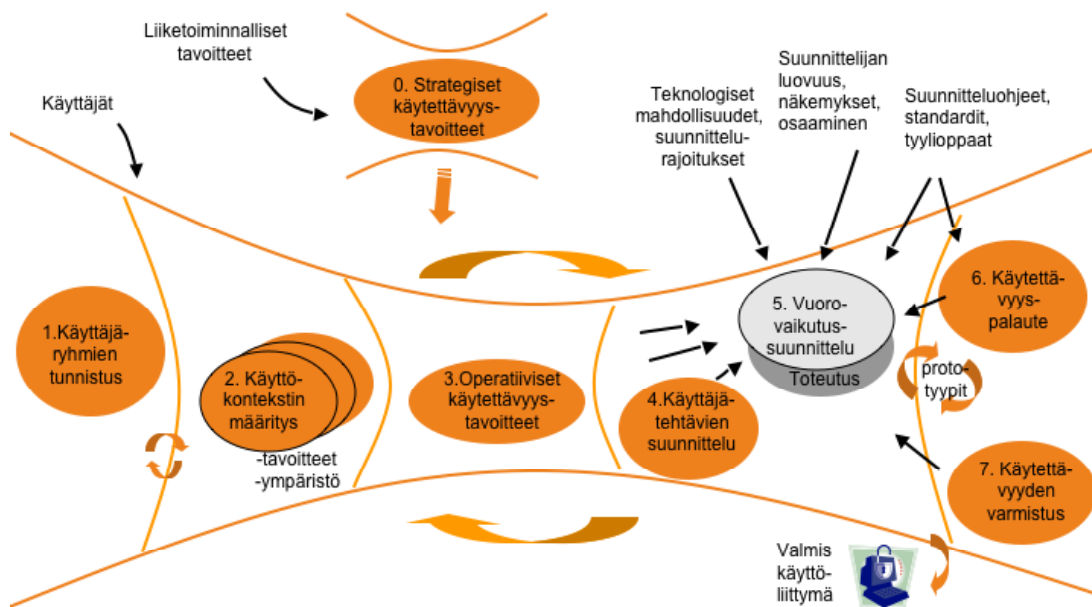 Liiketoiminnalliset
tavoitteet
0. Strategiset
käytettävyys-
tavoitteet
Käyttäjät
Teknologiset
mahdollisuudet,
suunnittelu-
rajoitukset
Suunnittelijan
luovuus,
näkemykset,
osaaminen
Suunnitteluohjeet,
standardit,
tyylioppaat
1.Käyttäjä-
ryhmien
tunnistus
2. Käyttö-
kontekstin
määritys
-tavoitteet
-ympäristö
3.Operatiiviset
käytettävyys-
tavoitteet
4.Käyttäjä-
tehtävien
suunnittelu
5. Vuoro-
vaikutus-
suunnittelu
Toteutus
6. Käytettä-
vyys-
palaute
proto-
tyypit
7. Käytettä-
vyyden
varmistus
Valmis
käyttö-
liittymä